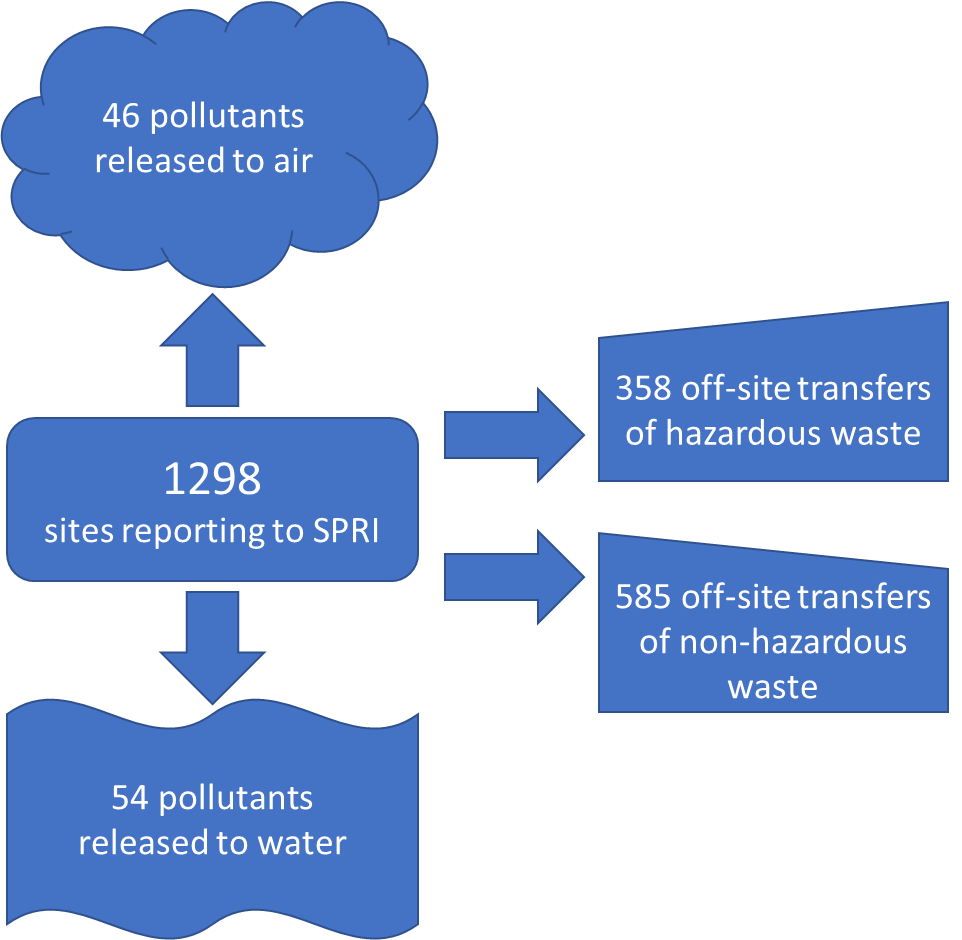 46 pollutants
released to air
1298
sites reporting to SPRI
358 off-site transfers
of hazardous waste
585 off-site transfers
of non-hazardous
waste
54 pollutants
released to water